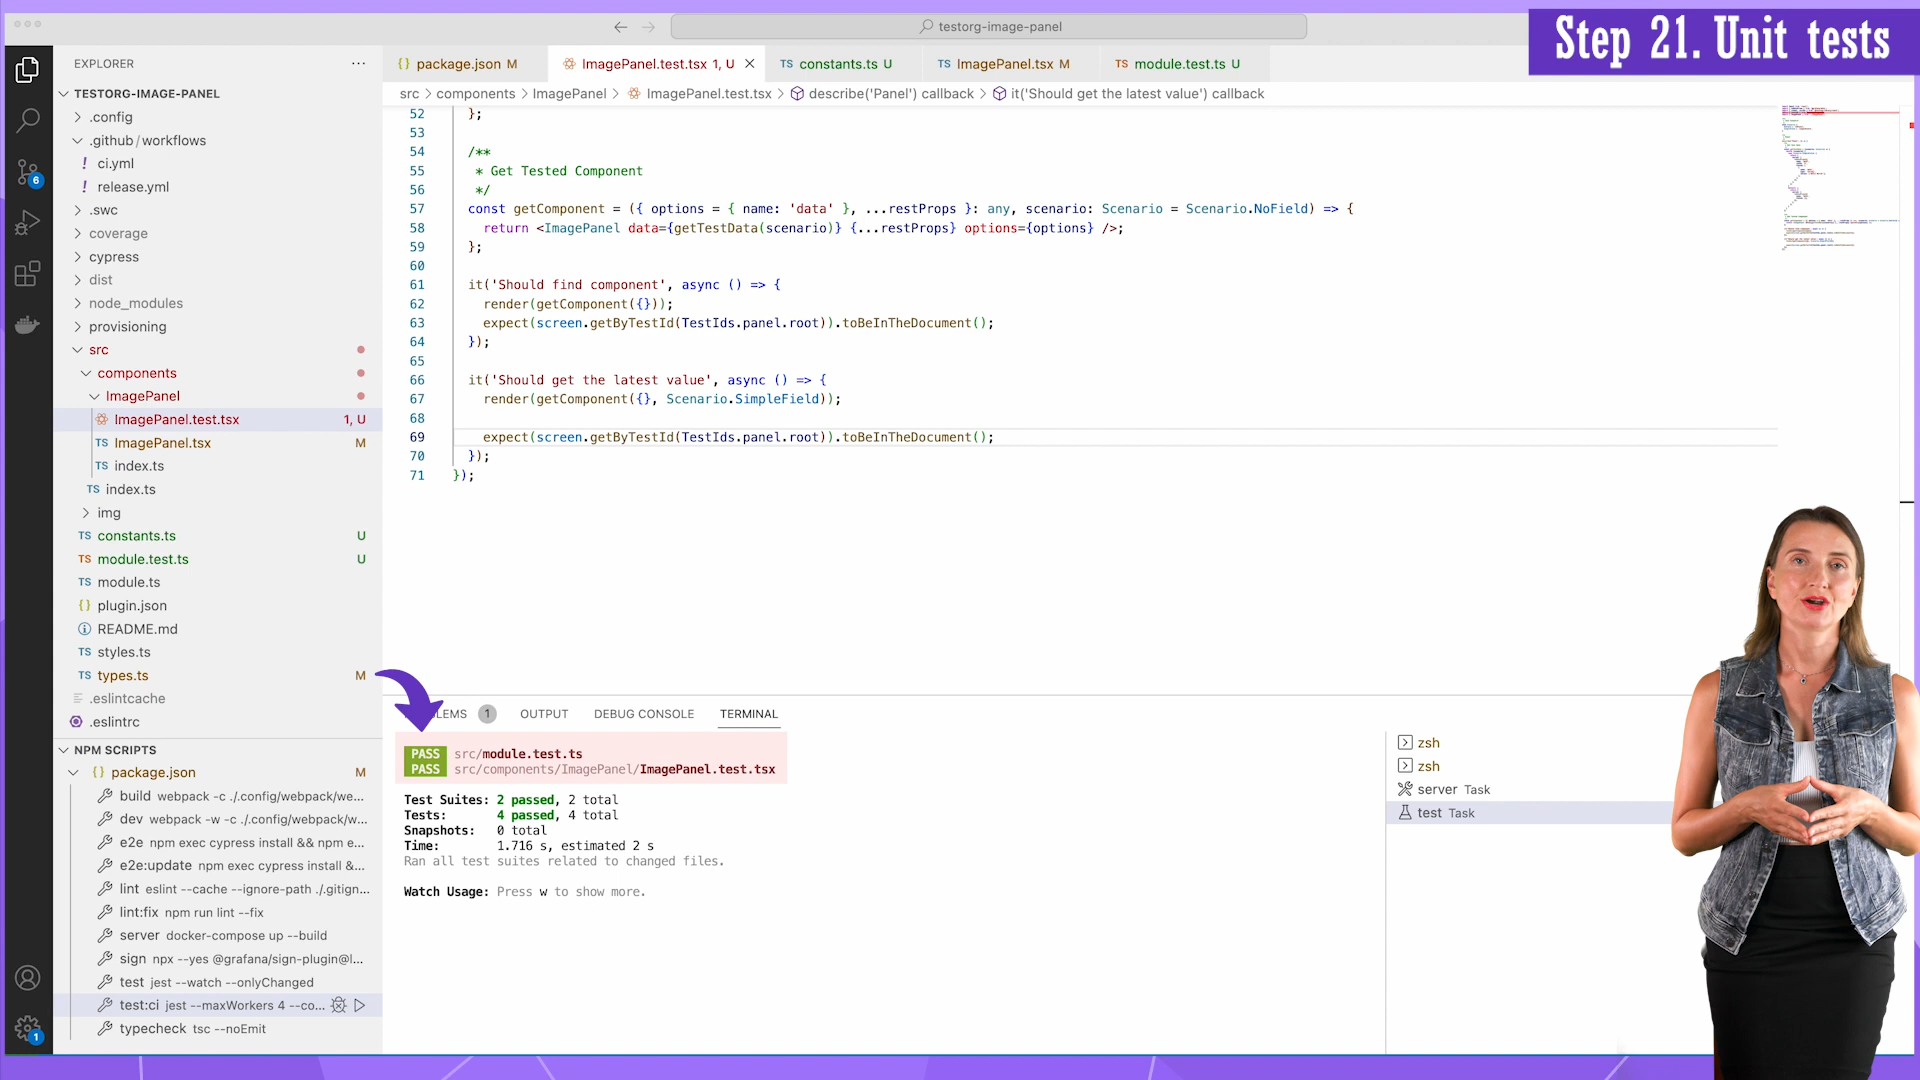 Step 21. Unit tests
testorg-image-panel
EXPLORER
TESTORG-IMAGE-PANEL
.config
.github/workflows
! ci.yml
! release.yml
.swc
coverage
cypress
dist
node_modules
provisioning
src
components
ImagePanel
ImagePanel.test.tsx 1, U
TS ImagePanel.tsx M
TS index.ts
TS index.ts
img
TS constants.ts U
TS module.test.ts U
TS module.ts
{} plugin.json
README.md
TS styles.ts
TS types.ts M
.eslintcache
.eslintrc
6
1
NPM SCRIPTS
{} package.json M
build webpack -c ./.config/webpack/we...
dev webpack -w -c ./.config/webpack/w...
e2e npm exec cypress install && npm e...
e2e:update npm exec cypress install &...
lint eslint --cache --ignore-path ./.gitign...
lint:fix npm run lint --fix
server docker-compose up --build
sign npx --yes @grafana/sign-plugin@l...
test jest --watch --onlyChanged
test:ci jest --maxWorkers 4 --co...
typecheck tsc --noEmit
{} package.json M
ImagePanel.test.tsx 1, U
TS constants.ts U
TS ImagePanel.tsx M
TS module.test.ts U
src > components > ImagePanel > ImagePanel.test.tsx > describe('Panel') callback > it('Should get the latest value') callback
52 };
53
54 /**
55 * Get Tested Component
56 */
57 const getComponent = ({ options = { name: 'data' }, ...restProps }: any, scenario: Scenario = Scenario.NoField) => {
58 return <ImagePanel data={getTestData(scenario)} {...restProps} options={options} />;
59 };
60
61 it('Should find component', async () => {
62 render(getComponent({}));
63 expect(screen.getByTestId(TestIds.panel.root)).toBeInTheDocument();
64 });
65
66 it('Should get the latest value', async () => {
67 render(getComponent({}, Scenario.SimpleField));
68
69 expect(screen.getByTestId(TestIds.panel.root)).toBeInTheDocument();
70 });
71 });
LEMS 1 OUTPUT DEBUG CONSOLE TERMINAL
PASS src/module.test.ts
PASS src/components/ImagePanel/ImagePanel.test.tsx
Test Suites: 2 passed, 2 total
Tests: 4 passed, 4 total
Snapshots: 0 total
Time: 1.716 s, estimated 2 s
Ran all test suites related to changed files.
Watch Usage: Press w to show more.
zsh
zsh
server Task
test Task